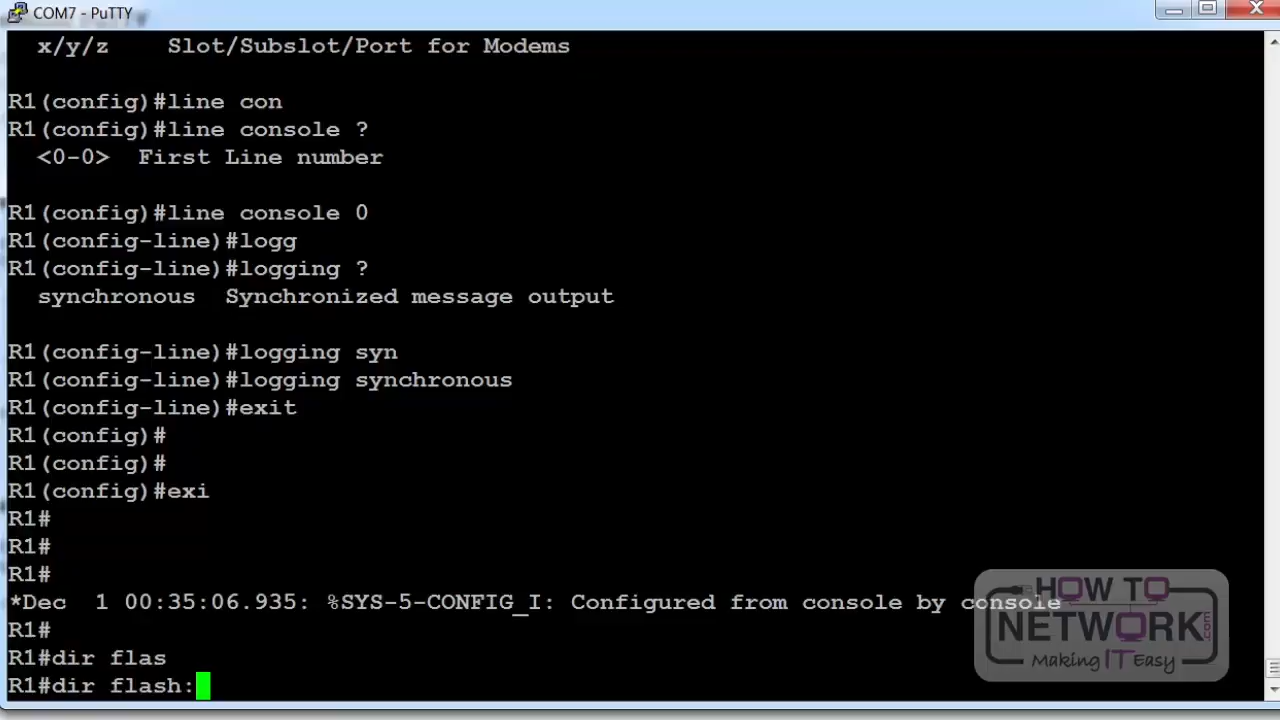 COM7 - PuTTY
x/y/z    Slot/Subslot/Port for Modems
R1(config)#line con
R1(config)#line console ?
<0-0>  First Line number
R1(config)#line console 0
R1(config-line)#logg
R1(config-line)#logging ?
synchronous  Synchronized message output
R1(config-line)#logging syn
R1(config-line)#logging synchronous
R1(config-line)#exit
R1(config)#
R1(config)#
R1(config)#exi
R1#
R1#
R1#
*Dec  1 00:35:06.935: %SYS-5-CONFIG_I: Configured from console by console
R1#
R1#dir flas
R1#dir flash:
HOW TO
NETWORK.com
Making IT Easy